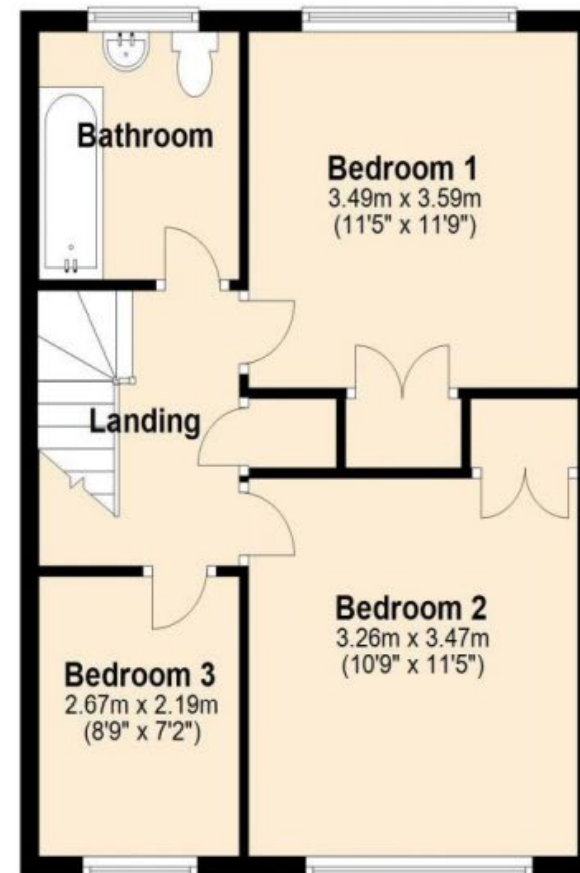 Bathroom
Bedroom 1
3.49m x 3.59m
(11'5" x 11'9")
Landing
Bedroom 2
3.26m x 3.47m
(10'9" x 11'5")
Bedroom 3
2.67m x 2.19m
(8'9" x 7'2")